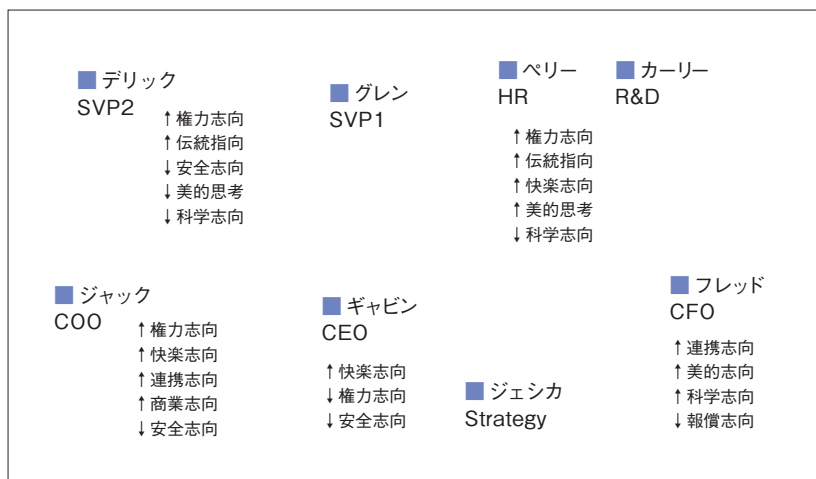 デリック
SVP2
↑権力志向
↑伝統指向
↓安全志向
↓美的思考
↓科学志向
グレン
SVP1
ペリー
HR
↑権力志向
↑伝統指向
↑快楽志向
↑美的思考
↓科学志向
カーリー
R&D
ジャック
COO
↑権力志向
↑快楽志向
↑連携志向
↑商業志向
↓安全志向
ギャビン
CEO
↑快楽志向
↓権力志向
↓安全志向
ジェシカ
Strategy
フレッド
CFO
↑連携志向
↑美的志向
↑科学志向
↓報償志向